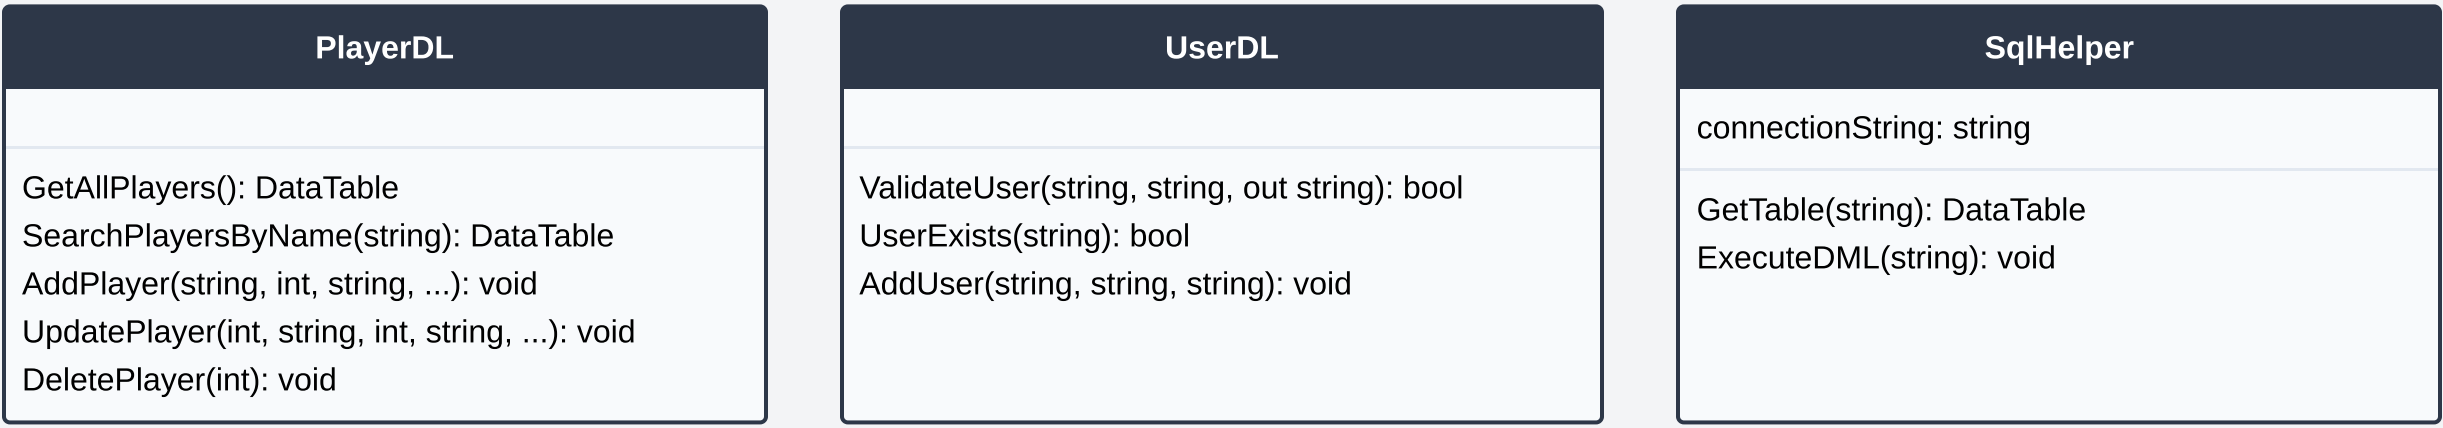 PlayerDL
GetAllPlayers(): DataTable
SearchPlayersByName(string): DataTable
AddPlayer(string, int, string, ...): void
UpdatePlayer(int, string, int, string, ...): void
DeletePlayer(int): void
UserDL
ValidateUser(string, string, out string): bool
UserExists(string): bool
AddUser(string, string, string): void
SqlHelper
connectionString: string
GetTable(string): DataTable
ExecuteDML(string): void